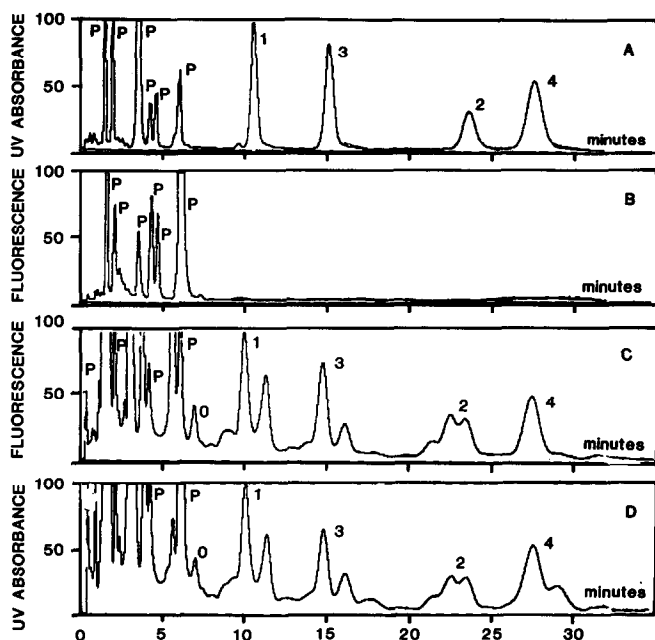 UV ABSORBANCE
100
50
P P P P P P 1 3 2 4
A
minutes
FLUORESCENCE
100
50
P P P P P P
B
minutes
FLUORESCENCE
100
50
P P P P 0 1 3 2 4
C
minutes
UV ABSORBANCE
100
50
P P 0 1 3 2 4
D
minutes
0 5 10 15 20 25 30